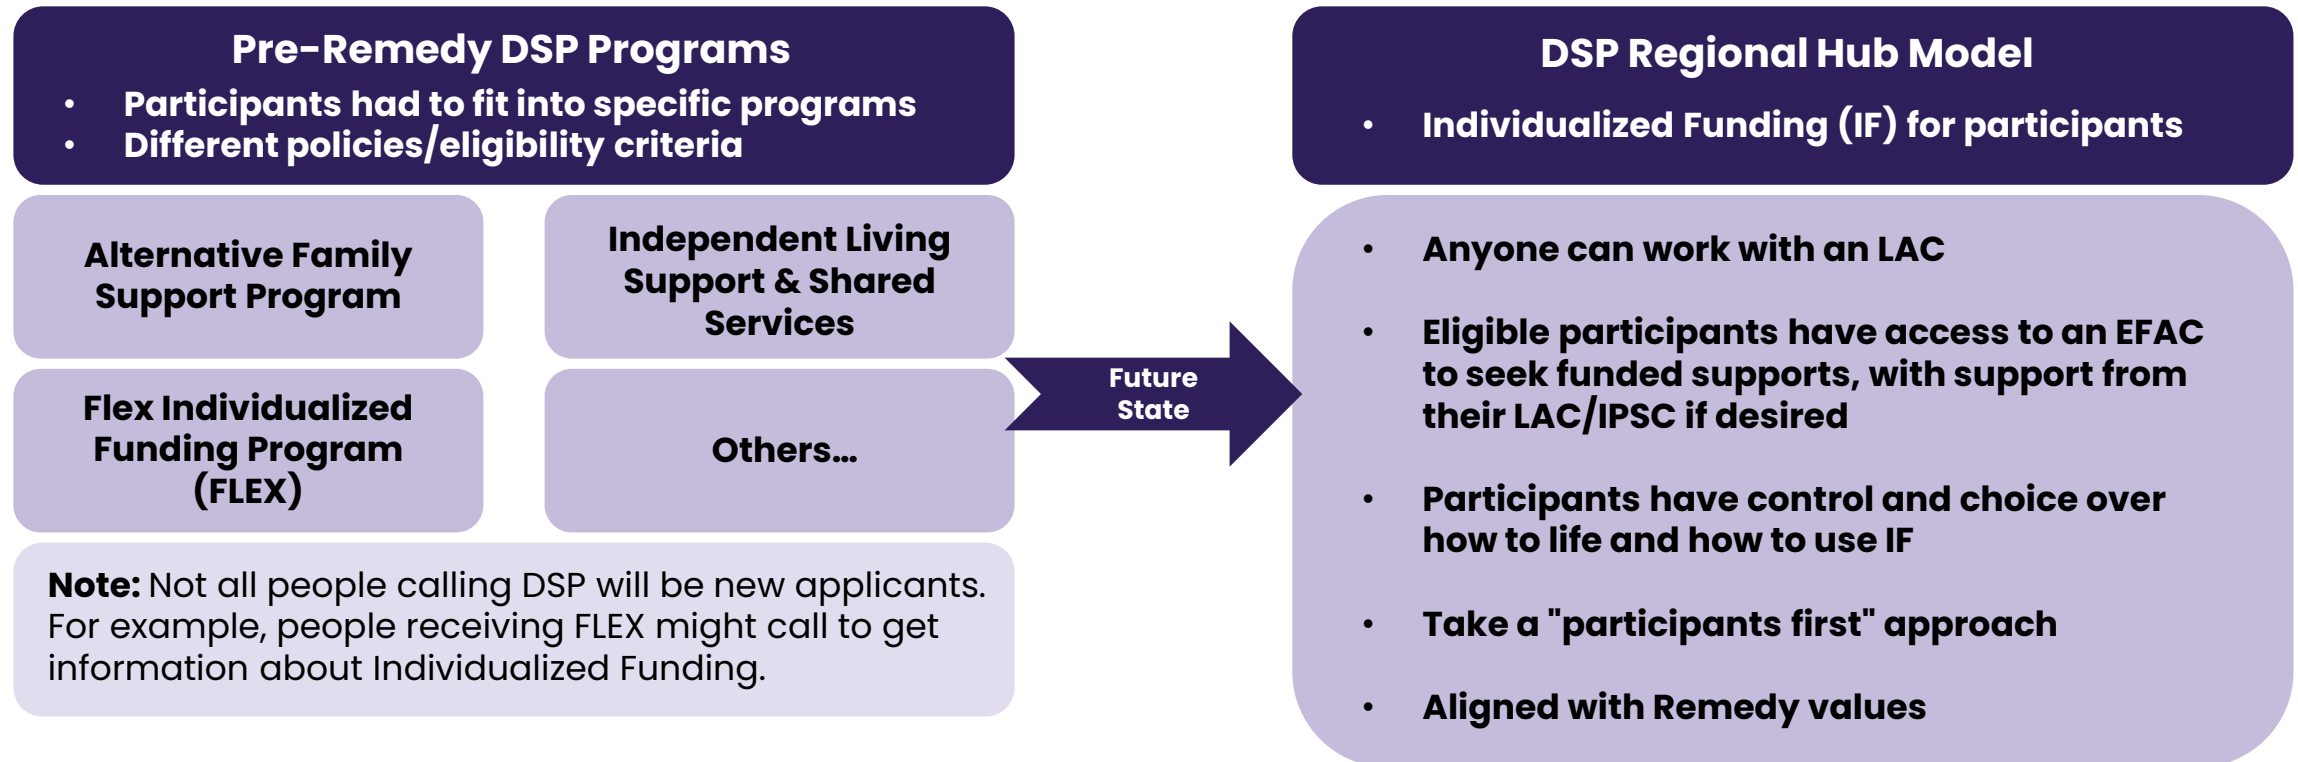 Pre-Remedy DSP Programs
• Participants had to fit into specific programs
• Different policies/eligibility criteria
Alternative Family
Support Program
Independent Living
Support & Shared
Services
Flex Individualized
Funding Program
(FLEX)
Others...
Note: Not all people calling DSP will be new applicants.
For example, people receiving FLEX might call to get
information about Individualized Funding.
Future
State
DSP Regional Hub Model
• Individualized Funding (IF) for participants
• Anyone can work with an LAC
• Eligible participants have access to an EFAC
to seek funded supports, with support from
their LAC/IPSC if desired
• Participants have control and choice over
how to life and how to use IF
• Take a "participants first" approach
• Aligned with Remedy values